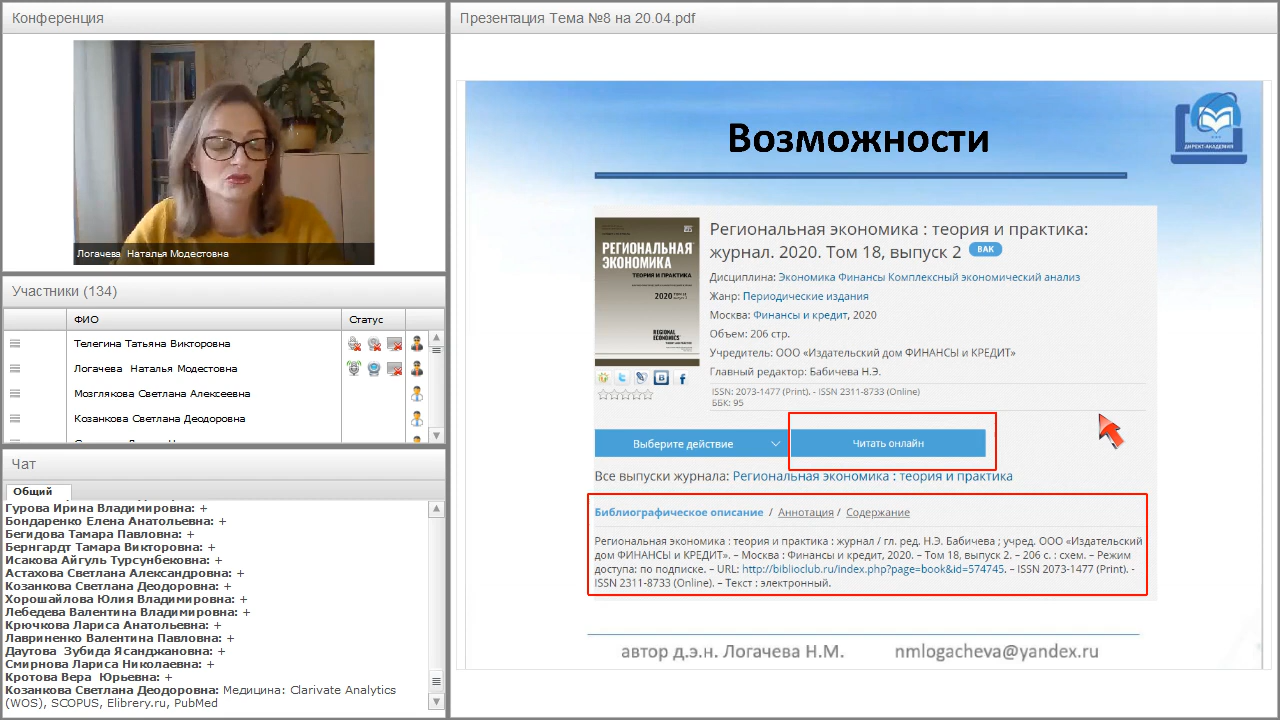 Конференция
Логачева Наталья Модестовна
Участники (134)
ФИО
Статус
Телегина Татьяна Викторовна
Логачева Наталья Модестовна
Мозглякова Светлана Алексеевна
Козанкова Светлана Деодоровна
Чат
Общий
Гурова Ирина Владимировна: +
Бондаренко Елена Анатольевна: +
Бегидова Тамара Павловна: +
Бернгардт Тамара Викторовна: +
Исакова Айгуль Турсунбековна: +
Астахова Светлана Александровна: +
Козанкова Светлана Деодоровна: +
Хорошайлова Юлия Владимировна: +
Лебедева Валентина Владимировна: +
Крючкова Лариса Анатольевна: +
Лавриненко Валентина Павловна: +
Даутова Зубида Ясанджановна: +
Смирнова Лариса Николаевна: +
Кротова Вера Юрьевна: +
Козанкова Светлана Деодоровна: Медицина: Clarivate Analytics
(WOS), SCOPUS, Elibrery.ru, PubMed
Презентация Тема №8 на 20.04.pdf
Возможности
ДИРЕКТ-АКАДЕМИЯ
РЕГИОНАЛЬНАЯ
ЭКОНОМИКА
ТЕОРИЯ И ПРАКТИКА
2020
REGIONAL
ECONOMICS
Региональная экономика : теория и практика:
журнал. 2020. Том 18, выпуск 2 ВАК
Дисциплина: Экономика Финансы Комплексный экономический анализ
Жанр: Периодические издания
Москва: Финансы и кредит, 2020
Объем: 206 стр.
Учредитель: ООО «Издательский дом ФИНАНСЫ и КРЕДИТ»
Главный редактор: Бабичева Н.Э.
ISSN: 2073-1477 (Print). - ISSN 2311-8733 (Online)
ББК: 95
Выберите действие
Читать онлайн
Все выпуски журнала: Региональная экономика : теория и практика
Библиографическое описание / Аннотация / Содержание
Региональная экономика : теория и практика : журнал / гл. ред. Н.Э. Бабичева ; учред. ООО «Издательский
дом ФИНАНСЫ и КРЕДИТ». – Москва : Финансы и кредит, 2020. – Том 18, выпуск 2. – 206 с. : схем. – Режим
доступа: по подписке. – URL: http://biblioclub.ru/index.php?page=book&id=574745. – ISSN 2073-1477 (Print). -
ISSN 2311-8733 (Online). – Текст : электронный.
автор д.э.н. Логачева Н.М.
nmlogacheva@yandex.ru